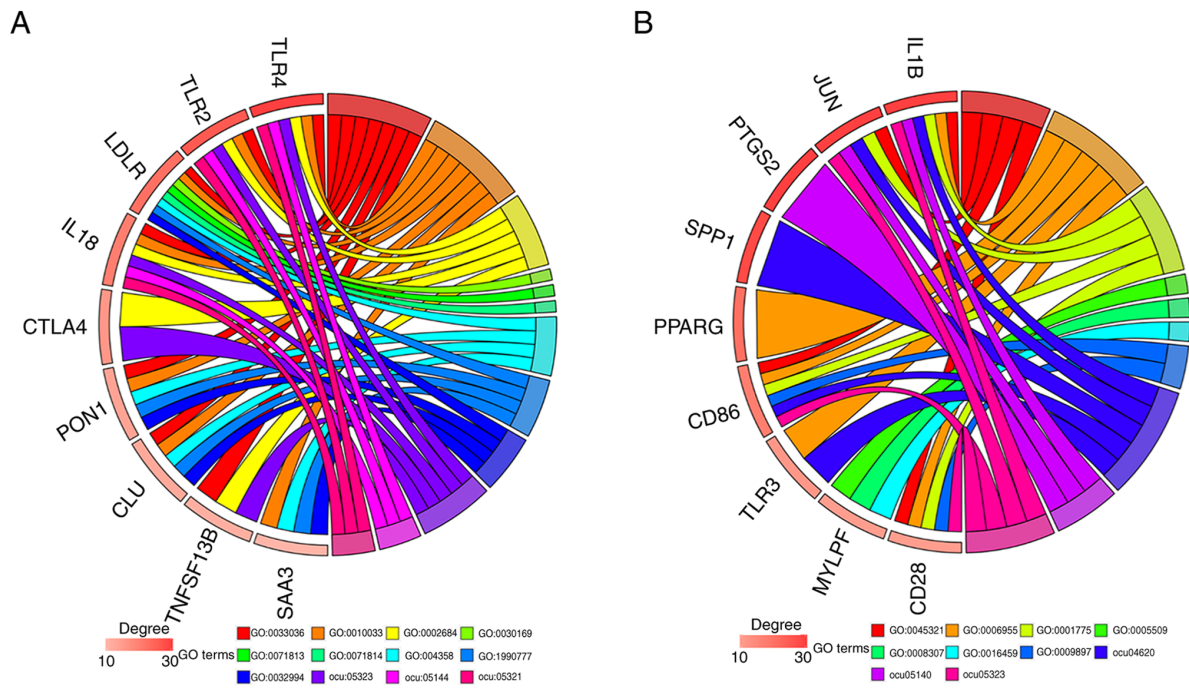 A
TLR4
TLR2
LDLR
IL18
CTLA4
PON1
CLU
TNFSF13B
SAA3
Degree
10 30
GO terms
GO:0033036 GO:0010033 GO:0002684 GO:0030169
GO:0071813 GO:0071814 GO:004358 GO:1990777
GO:0032994 ocu:05323 ocu:05144 ocu:05321
B
IL1B
JUN
PTGS2
SPP1
PPARG
CD86
TLR3
MYLPF
CD28
Degree
10 30
GO terms
GO:0045321 GO:0006955 GO:0001775 GO:0005509
GO:0008307 GO:0016459 GO:0009897 ocu04620
ocu05140 ocu05323